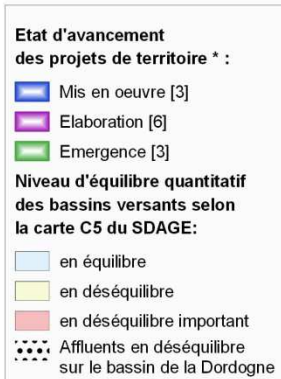 Etat d'avancement
des projets de territoire * :
Mis en oeuvre [3]
Elaboration [6]
Emergence [3]
Niveau d'équilibre quantitatif
des bassins versants selon
la carte C5 du SDAGE:
en équilibre
en déséquilibre
en déséquilibre important
Affluents en déséquilibre
sur le bassin de la Dordogne